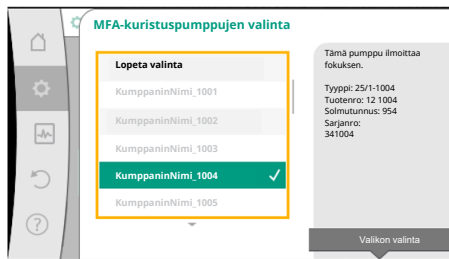 MFA-kuristuspumppujen valinta
Lopeta valinta
KumppaninNimi_1001
KumppaninNimi_1002
KumppaninNimi_1003
KumppaninNimi_1004
KumppaninNimi_1005
Tämä pumppu ilmoittaa
fokuksen.
Tyyppi: 25/1-1004
Tuotenro: 12 1004
Solmutunnus: 954
Sarjanro:
341004
Valikon valinta